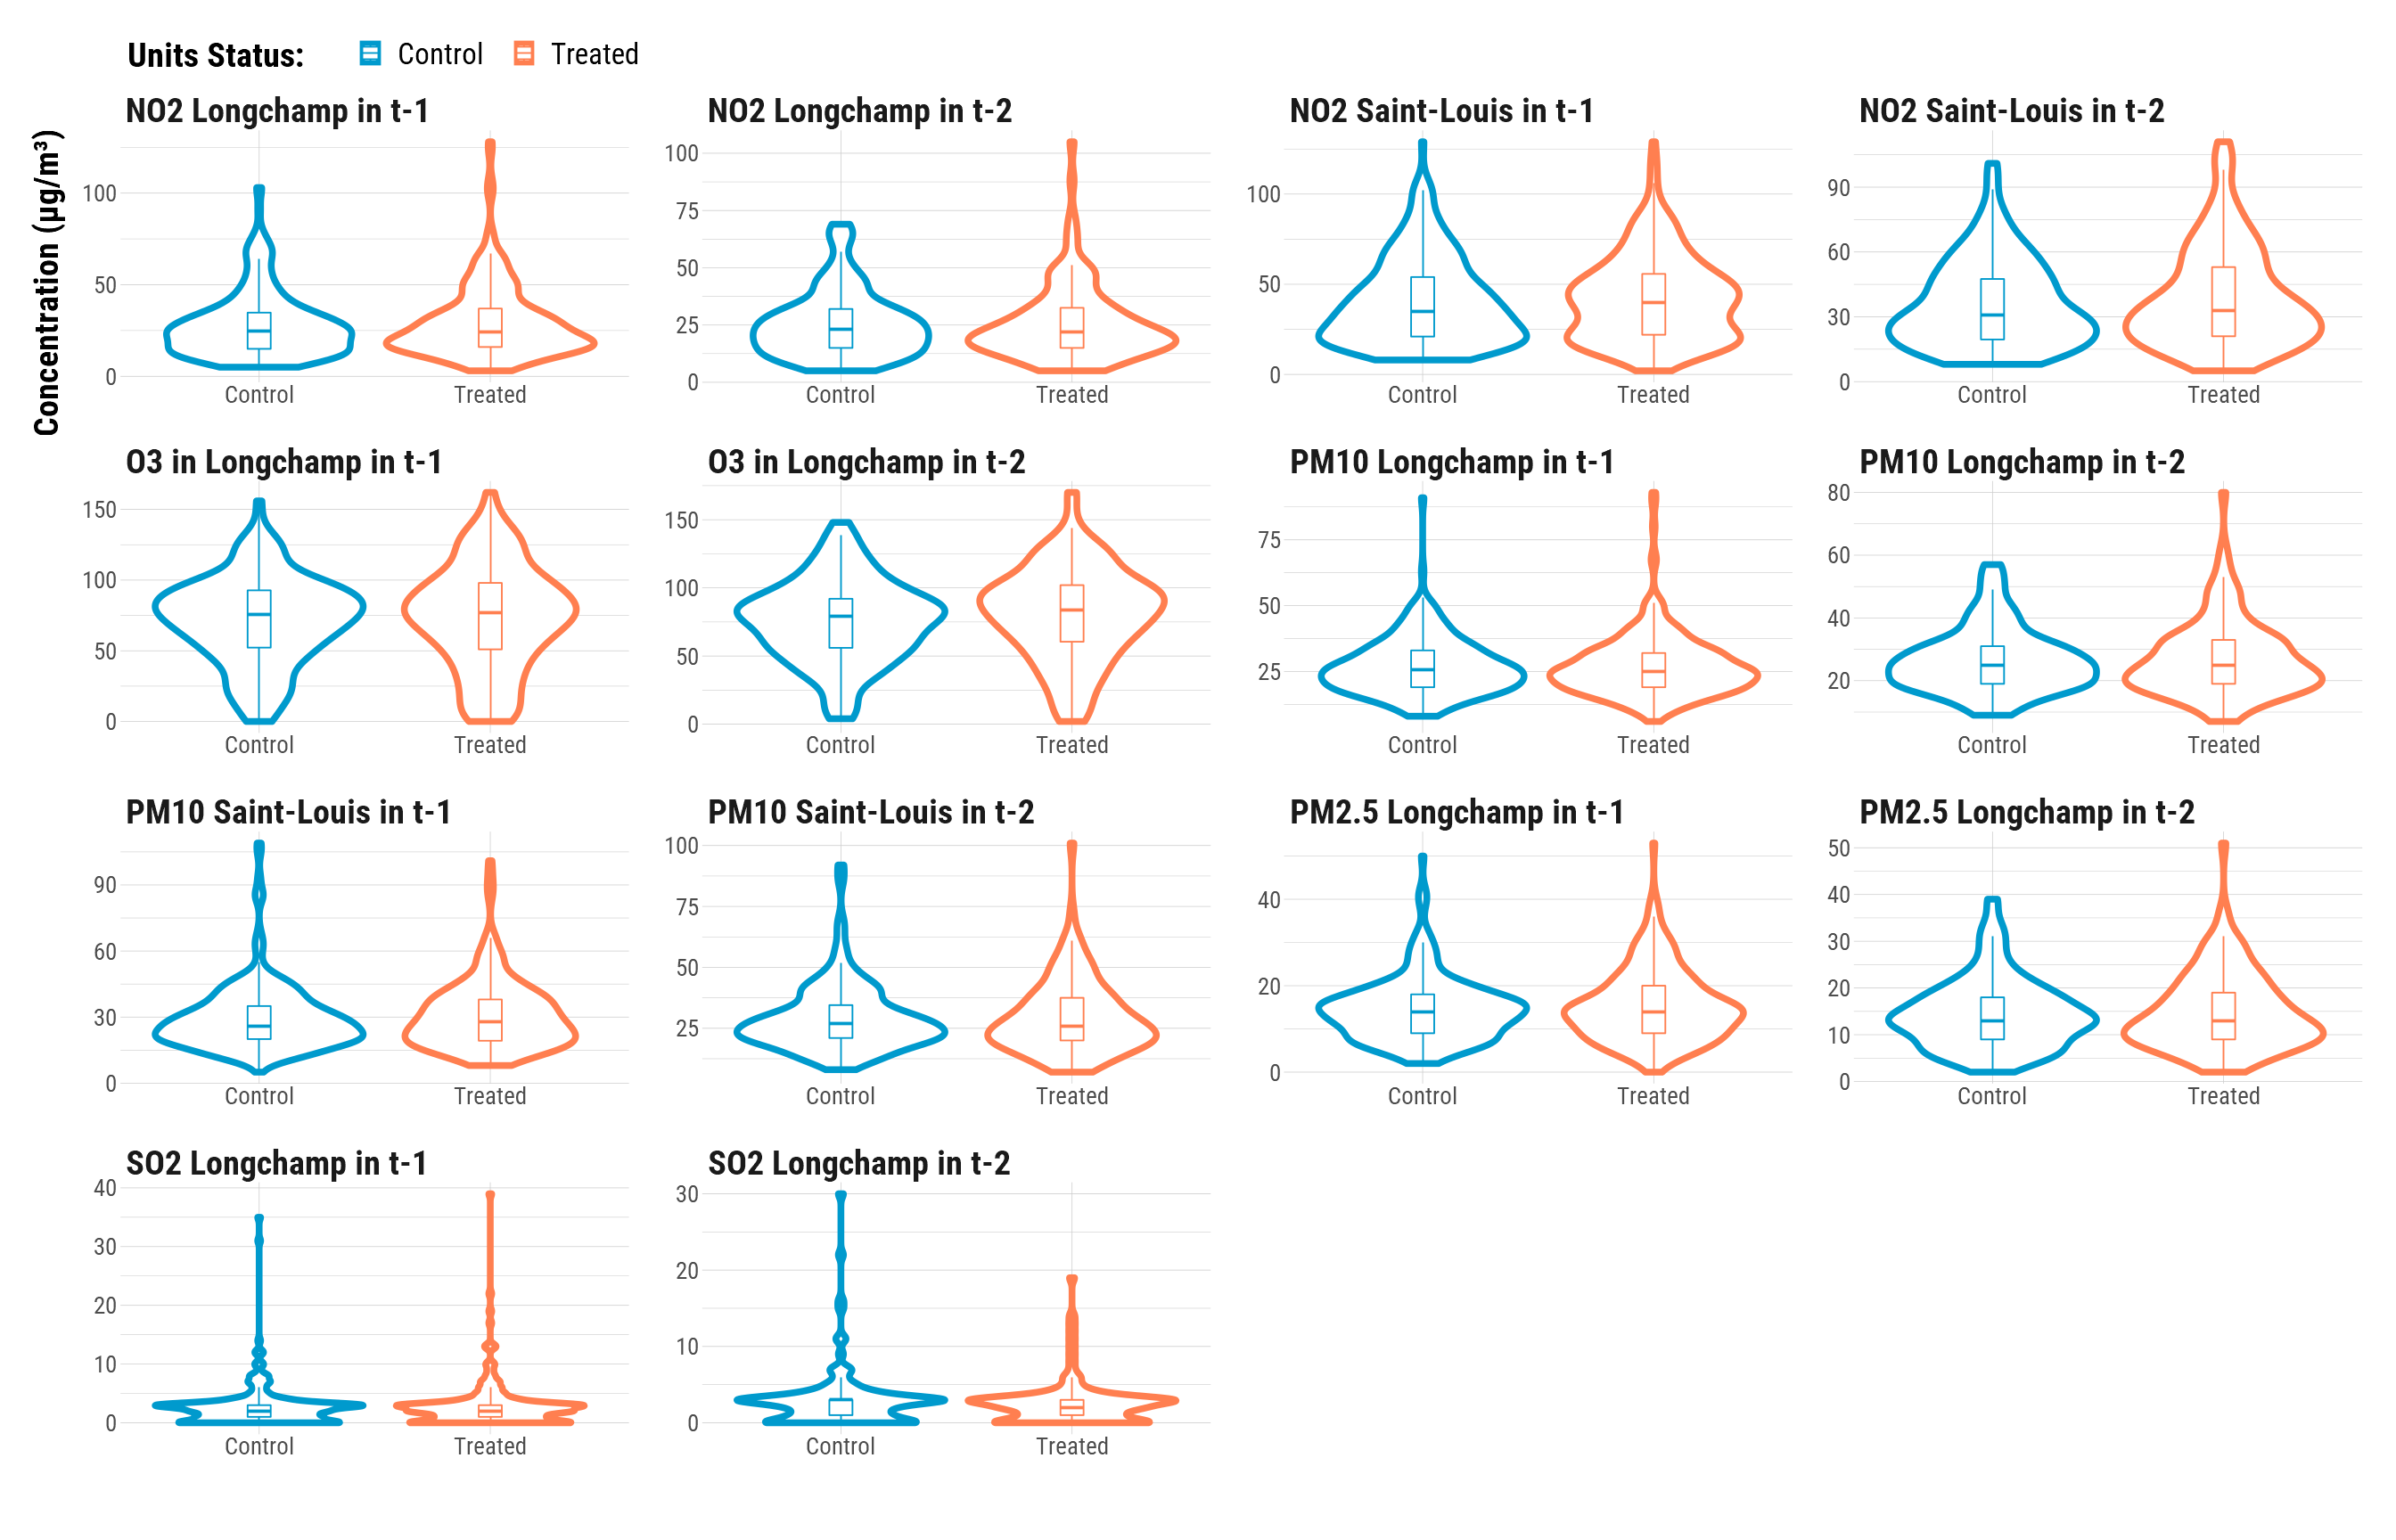 Units Status: Control Treated
Concentration (µg/m³)
NO2 Longchamp in t-1
100
50
0
Control Treated
NO2 Longchamp in t-2
100
75
50
25
0
Control Treated
NO2 Saint-Louis in t-1
100
50
0
Control Treated
NO2 Saint-Louis in t-2
90
60
30
0
Control Treated
O3 in Longchamp in t-1
150
100
50
0
Control Treated
O3 in Longchamp in t-2
150
100
50
0
Control Treated
PM10 Longchamp in t-1
75
50
25
Control Treated
PM10 Longchamp in t-2
80
60
40
20
Control Treated
PM10 Saint-Louis in t-1
90
60
30
0
Control Treated
PM10 Saint-Louis in t-2
100
75
50
25
Control Treated
PM2.5 Longchamp in t-1
40
20
0
Control Treated
PM2.5 Longchamp in t-2
50
40
30
20
10
0
Control Treated
SO2 Longchamp in t-1
40
30
20
10
0
Control Treated
SO2 Longchamp in t-2
30
20
10
0
Control Treated